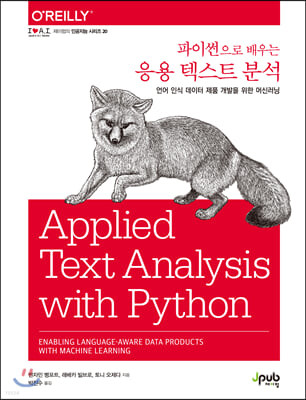 O'REILLY®
I ♥ A.I.
제이펍의 인공지능 시리즈 20
파이썬으로 배우는
응용 텍스트 분석
언어 인식 데이터 제품 개발을 위한 머신러닝
Applied
Text Analysis
with Python
ENABLING LANGUAGE-AWARE DATA PRODUCTS
WITH MACHINE LEARNING
벤자민 벵포트, 레베카 빌브로, 토니 오제다 지음
박진수 옮김
Jpub
제이펍